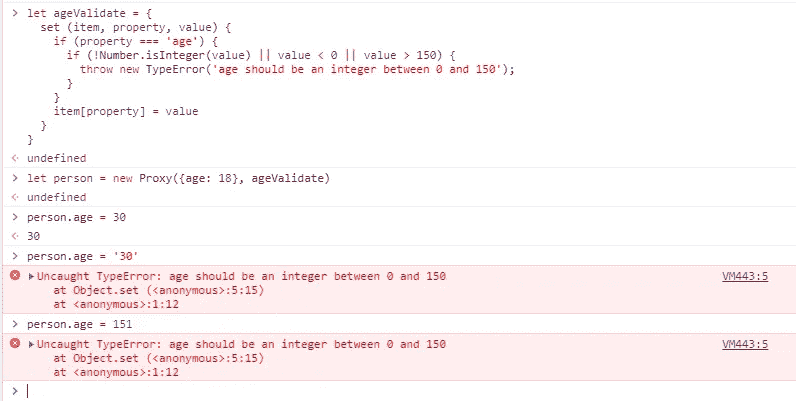 > let ageValidate = {
set (item, property, value) {
if (property === 'age') {
if (!Number.isInteger(value) || value < 0 || value > 150) {
throw new TypeError('age should be an integer between 0 and 150');
}
}
item[property] = value
}
}
< undefined
> let person = new Proxy({age: 18}, ageValidate)
< undefined
> person.age = 30
< 30
> person.age = '30'
Uncaught TypeError: age should be an integer between 0 and 150 VM443:5
at Object.set (<anonymous>:5:15)
at <anonymous>:1:12
> person.age = 151
Uncaught TypeError: age should be an integer between 0 and 150 VM443:5
at Object.set (<anonymous>:5:15)
at <anonymous>:1:12
>